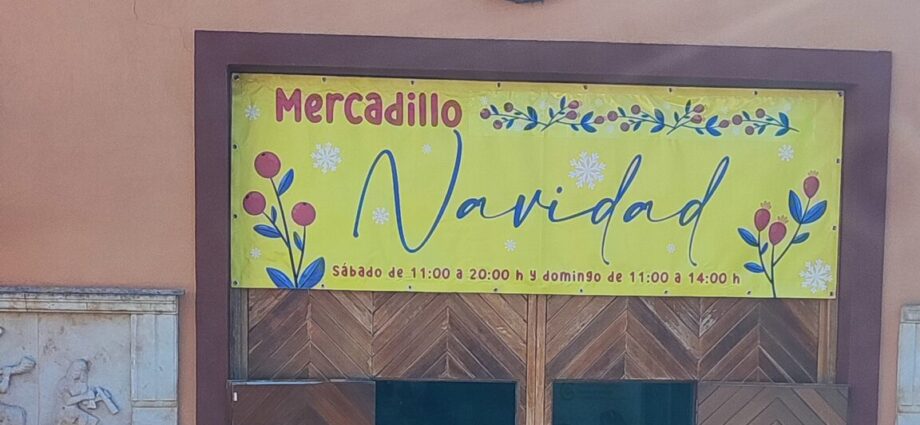 Mercadillo
Navidad
Sábado de 11:00 a 20:00 h y domingo de 11:00 a 14:00 h